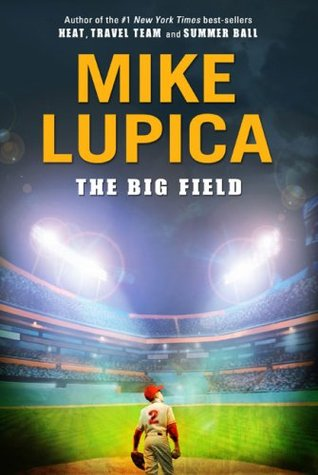 Author of the #1 New York Times best-sellers
HEAT, TRAVEL TEAM and SUMMER BALL
MIKE
LUPICA
THE BIG FIELD
2